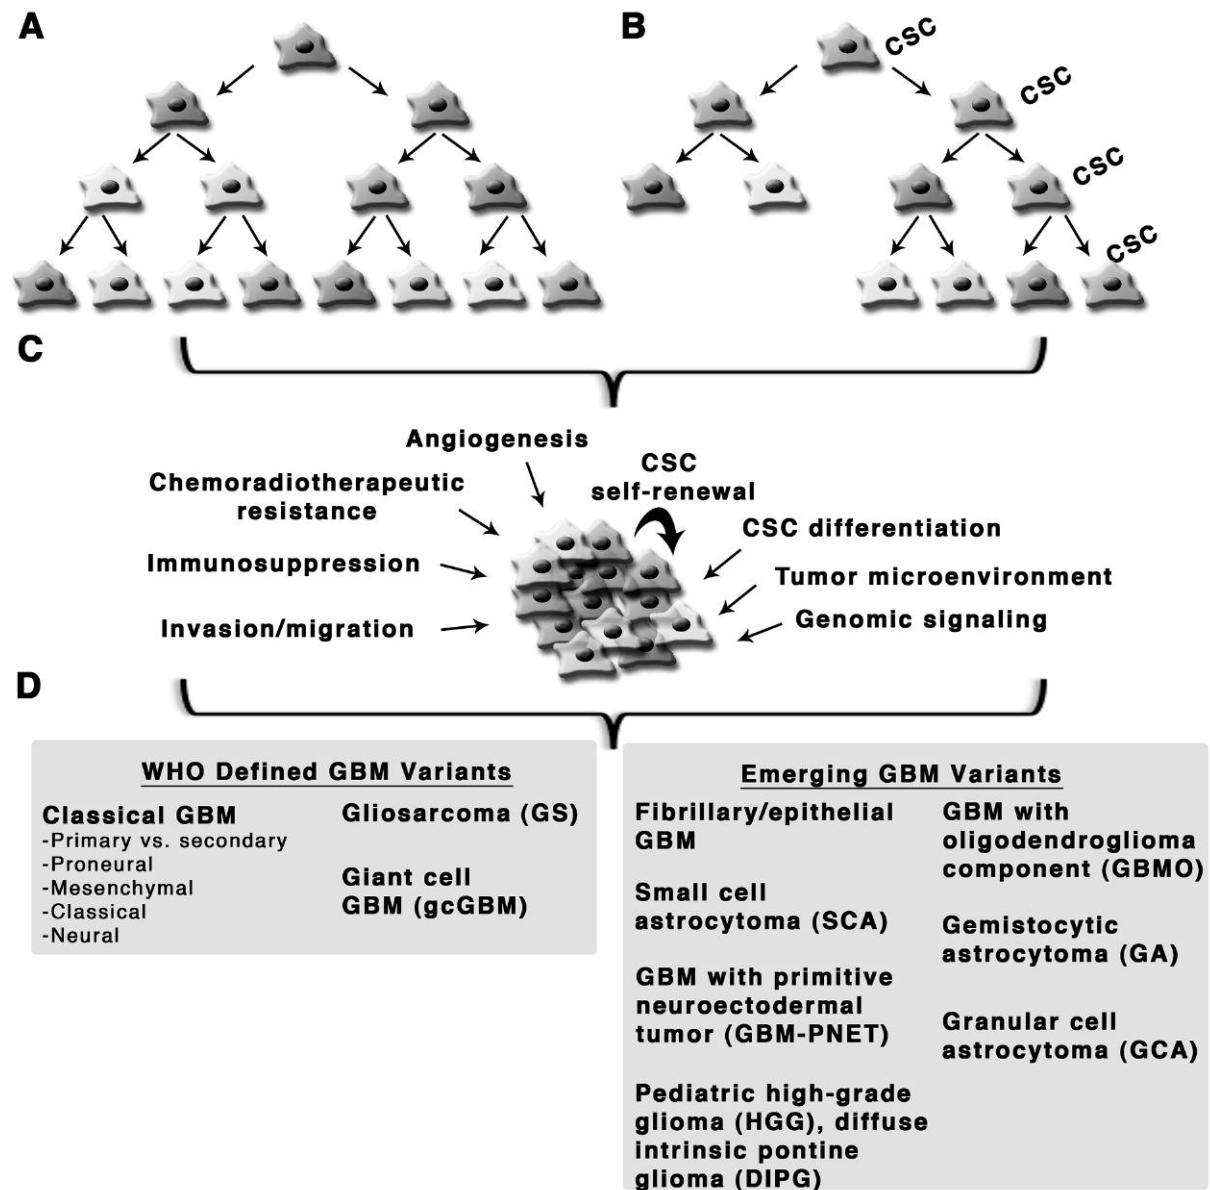 A
B
CSC
CSC
CSC
CSC
C
Angiogenesis
Chemoradiotherapeutic
resistance
Immunosuppression
Invasion/migration
CSC
self-renewal
CSC differentiation
Tumor microenvironment
Genomic signaling
D
WHO Defined GBM Variants
Classical GBM
-Primary vs. secondary
-Proneural
-Mesenchymal
-Classical
-Neural
Gliosarcoma (GS)
Giant cell
GBM (gcGBM)
Emerging GBM Variants
Fibrillary/epithelial
GBM
Small cell
astrocytoma (SCA)
GBM with primitive
neuroectodermal
tumor (GBM-PNET)
Pediatric high-grade
glioma (HGG), diffuse
intrinsic pontine
glioma (DIPG)
GBM with
oligodendroglioma
component (GBMO)
Gemistocytic
astrocytoma (GA)
Granular cell
astrocytoma (GCA)